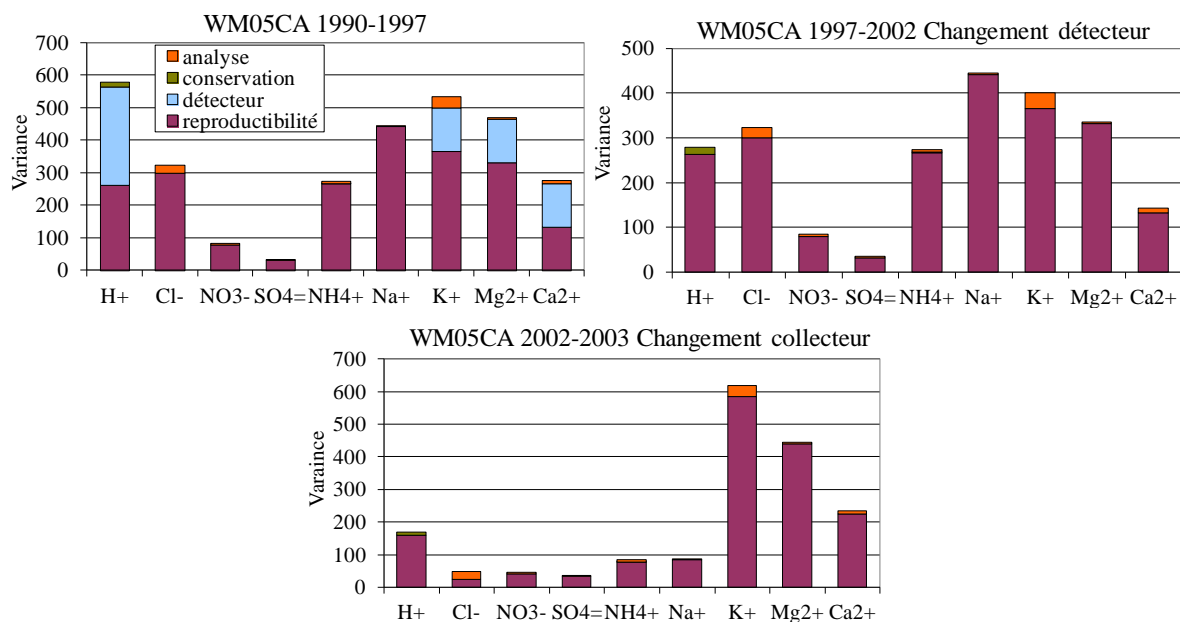 WM05CA 1990-1997
Variance
700
600
500
400
300
200
100
0
analyse
conservation
détecteur
reproductibilité
H+ Cl- NO3- SO4= NH4+ Na+ K+ Mg2+ Ca2+
WM05CA 1997-2002 Changement détecteur
Variance
500
400
300
200
100
0
H+ Cl- NO3- SO4= NH4+ Na+ K+ Mg2+ Ca2+
WM05CA 2002-2003 Changement collecteur
Varaince
700
600
500
400
300
200
100
0
H+ Cl- NO3- SO4= NH4+ Na+ K+ Mg2+ Ca2+